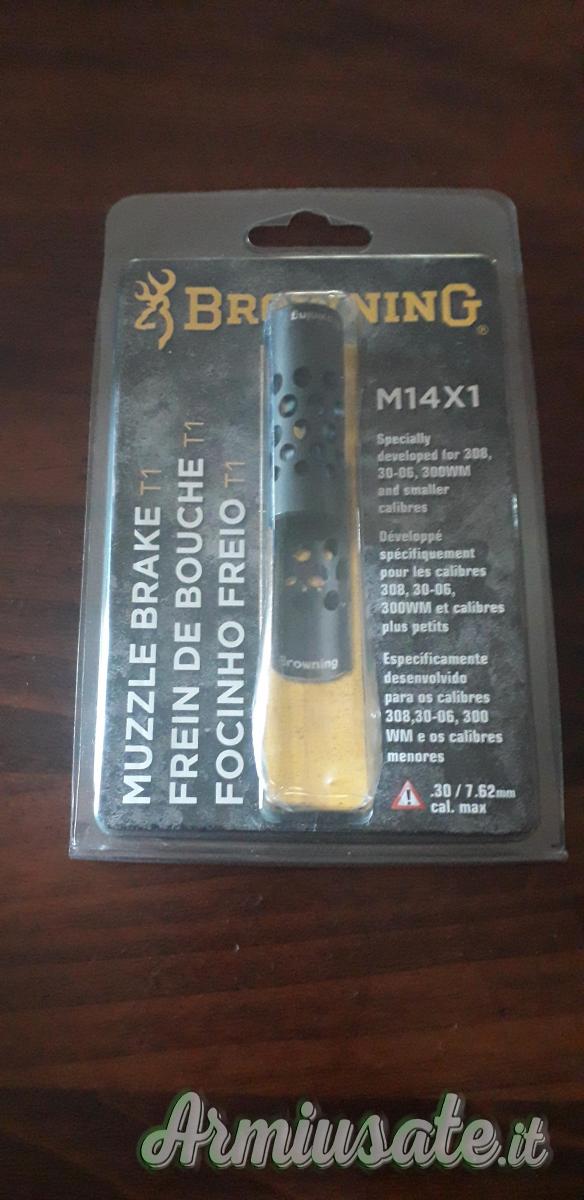 BROWNING®
M14X1
Specially
developed for 308,
30-06, 300WM
and smaller
calibres
Développé
spécifiquement
pour les calibres
308, 30-06,
300WM et calibres
plus petits
Especificamente
desenvolvido
para os calibres
308,30-06, 300
WM e os calibres
menores
.30 / 7.62mm
cal. max
MUZZLE BRAKE T1
FREIN DE BOUCHE T1
FOCINHO FREIO T1
Browning
Armiusate.it